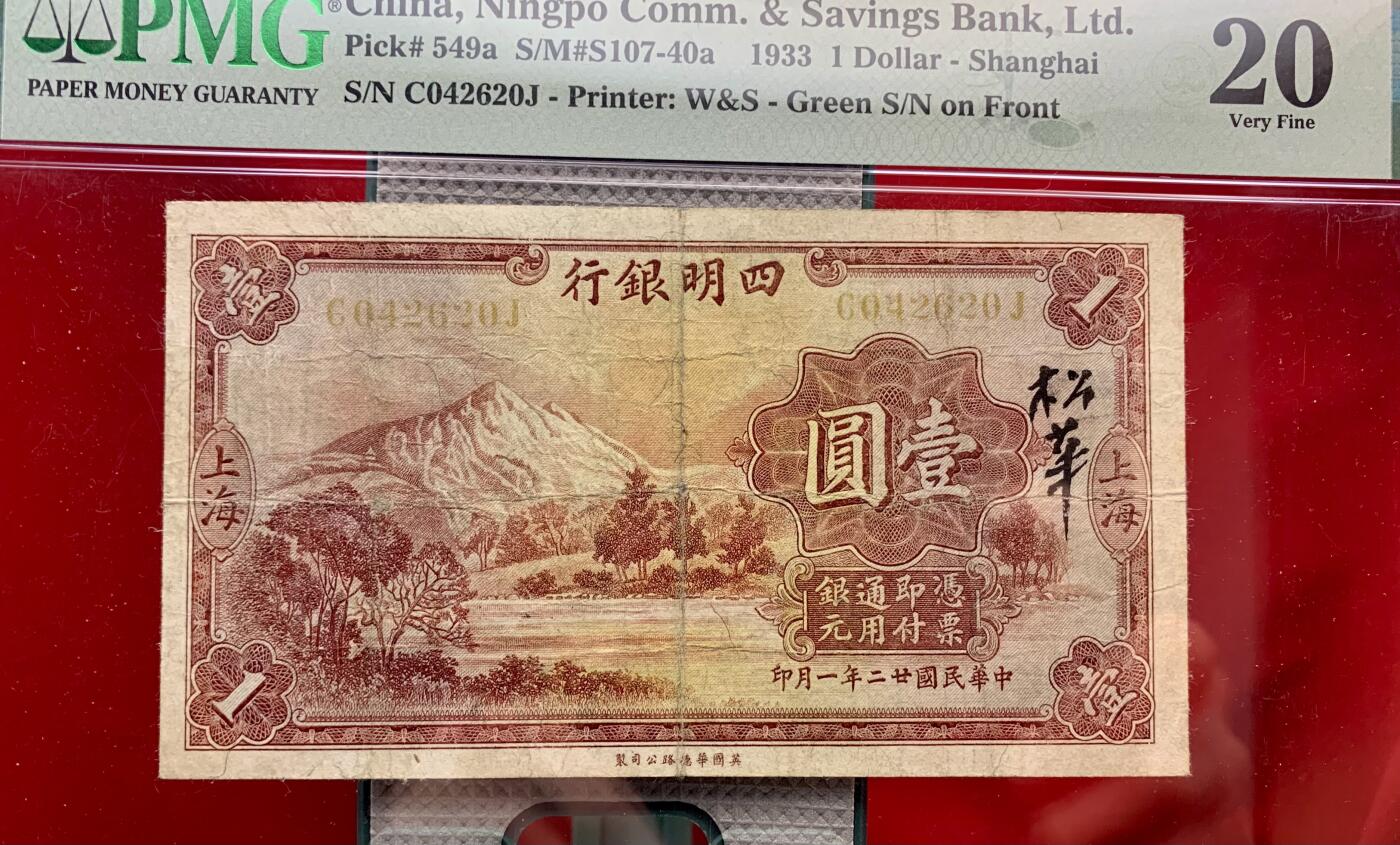 PMG® China, Ningpo Comm. & Savings Bank, Ltd.
Pick# 549a S/M#S107-40a 1933 1 Dollar - Shanghai
PAPER MONEY GUARANTY
S/N C042620J - Printer: W&S - Green S/N on Front
20
Very Fine
四明銀行
壹
1
C042620J
C042620J
壹圓
松華
上海
上海
憑票
即付
通用
銀元
中華民國廿二年一月印
1
壹
英國華德路公司製